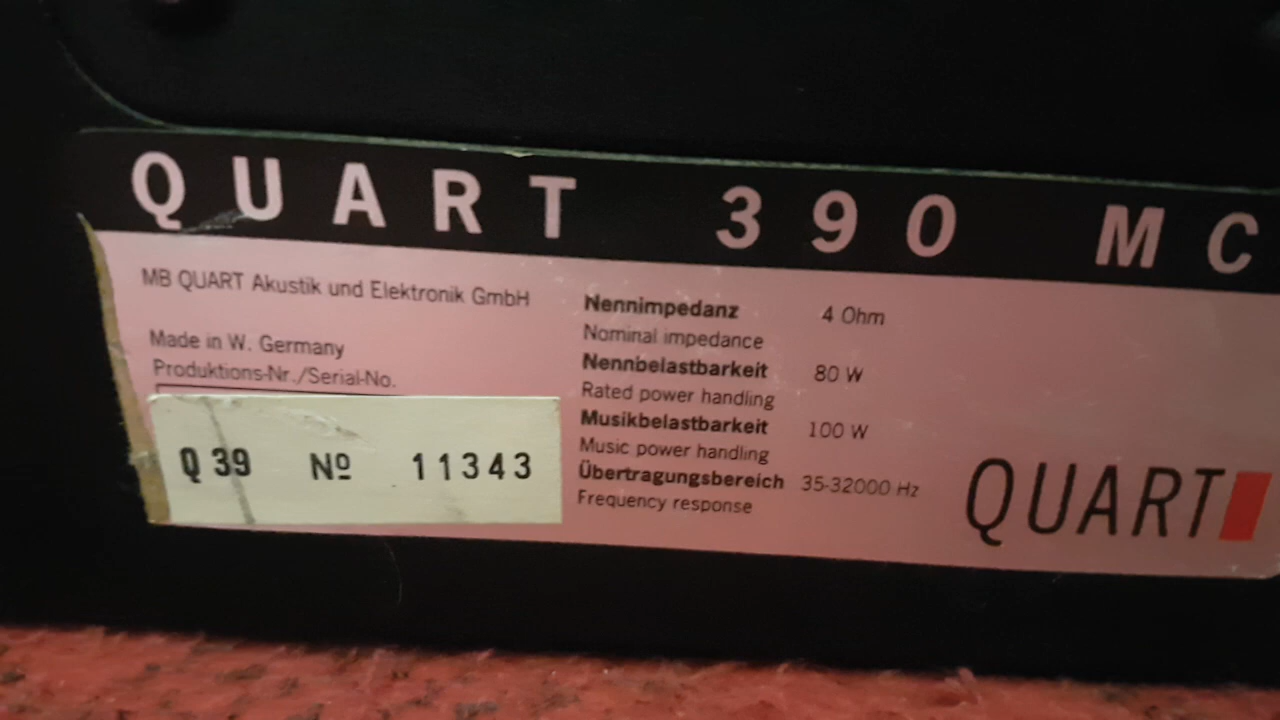 QUART 390 MC
MB QUART Akustik und Elektronik GmbH
Made in W. Germany
Produktions-Nr./Serial-No.
Q 39 Nº 11343
Nennimpedanz 4 Ohm
Nominal impedance
Nennbelastbarkeit 80 W
Rated power handling
Musikbelastbarkeit 100 W
Music power handling
Übertragungsbereich 35-32000 Hz
Frequency response
QUART